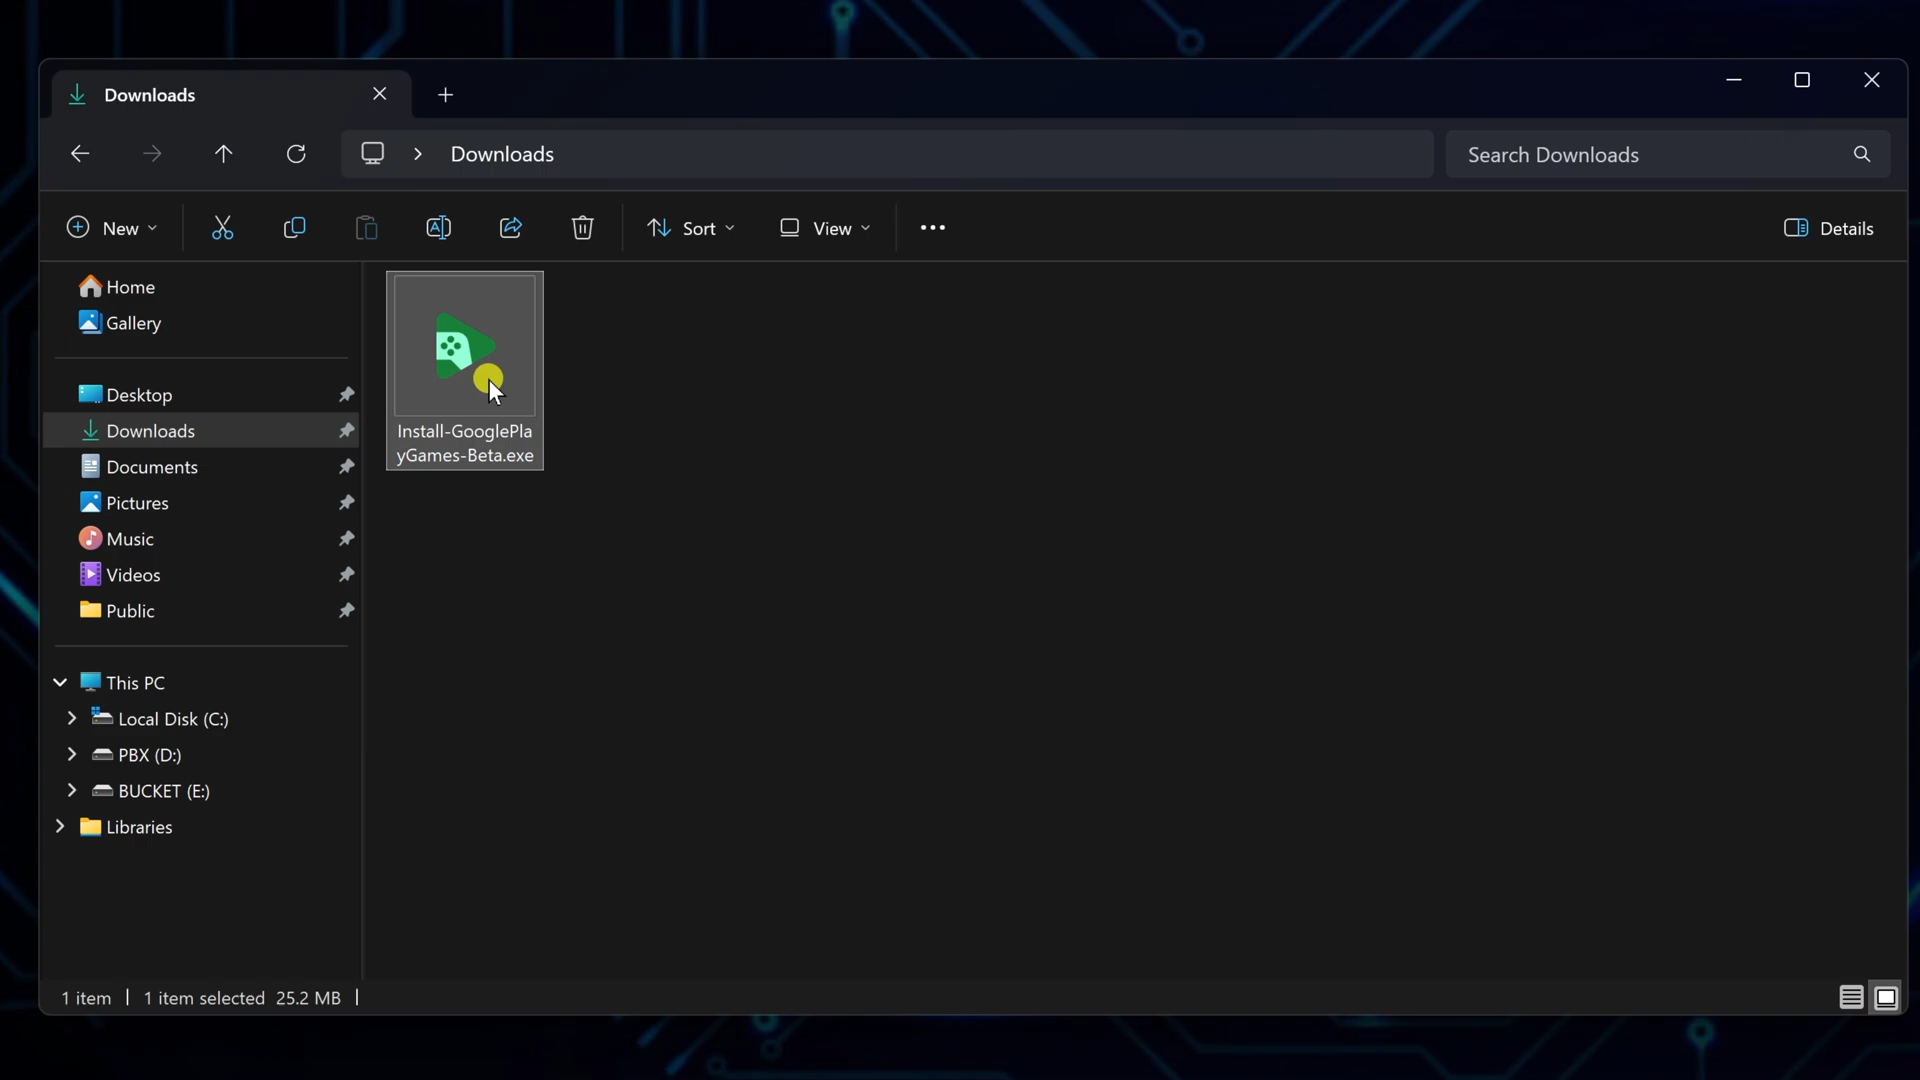 Downloads
Downloads
Search Downloads
New
Sort
View
Details
Home
Gallery
Desktop
Downloads
Documents
Pictures
Music
Videos
Public
This PC
Local Disk (C:)
PBX (D:)
BUCKET (E:)
Libraries
Install-GooglePla
yGames-Beta.exe
1 item
1 item selected 25.2 MB